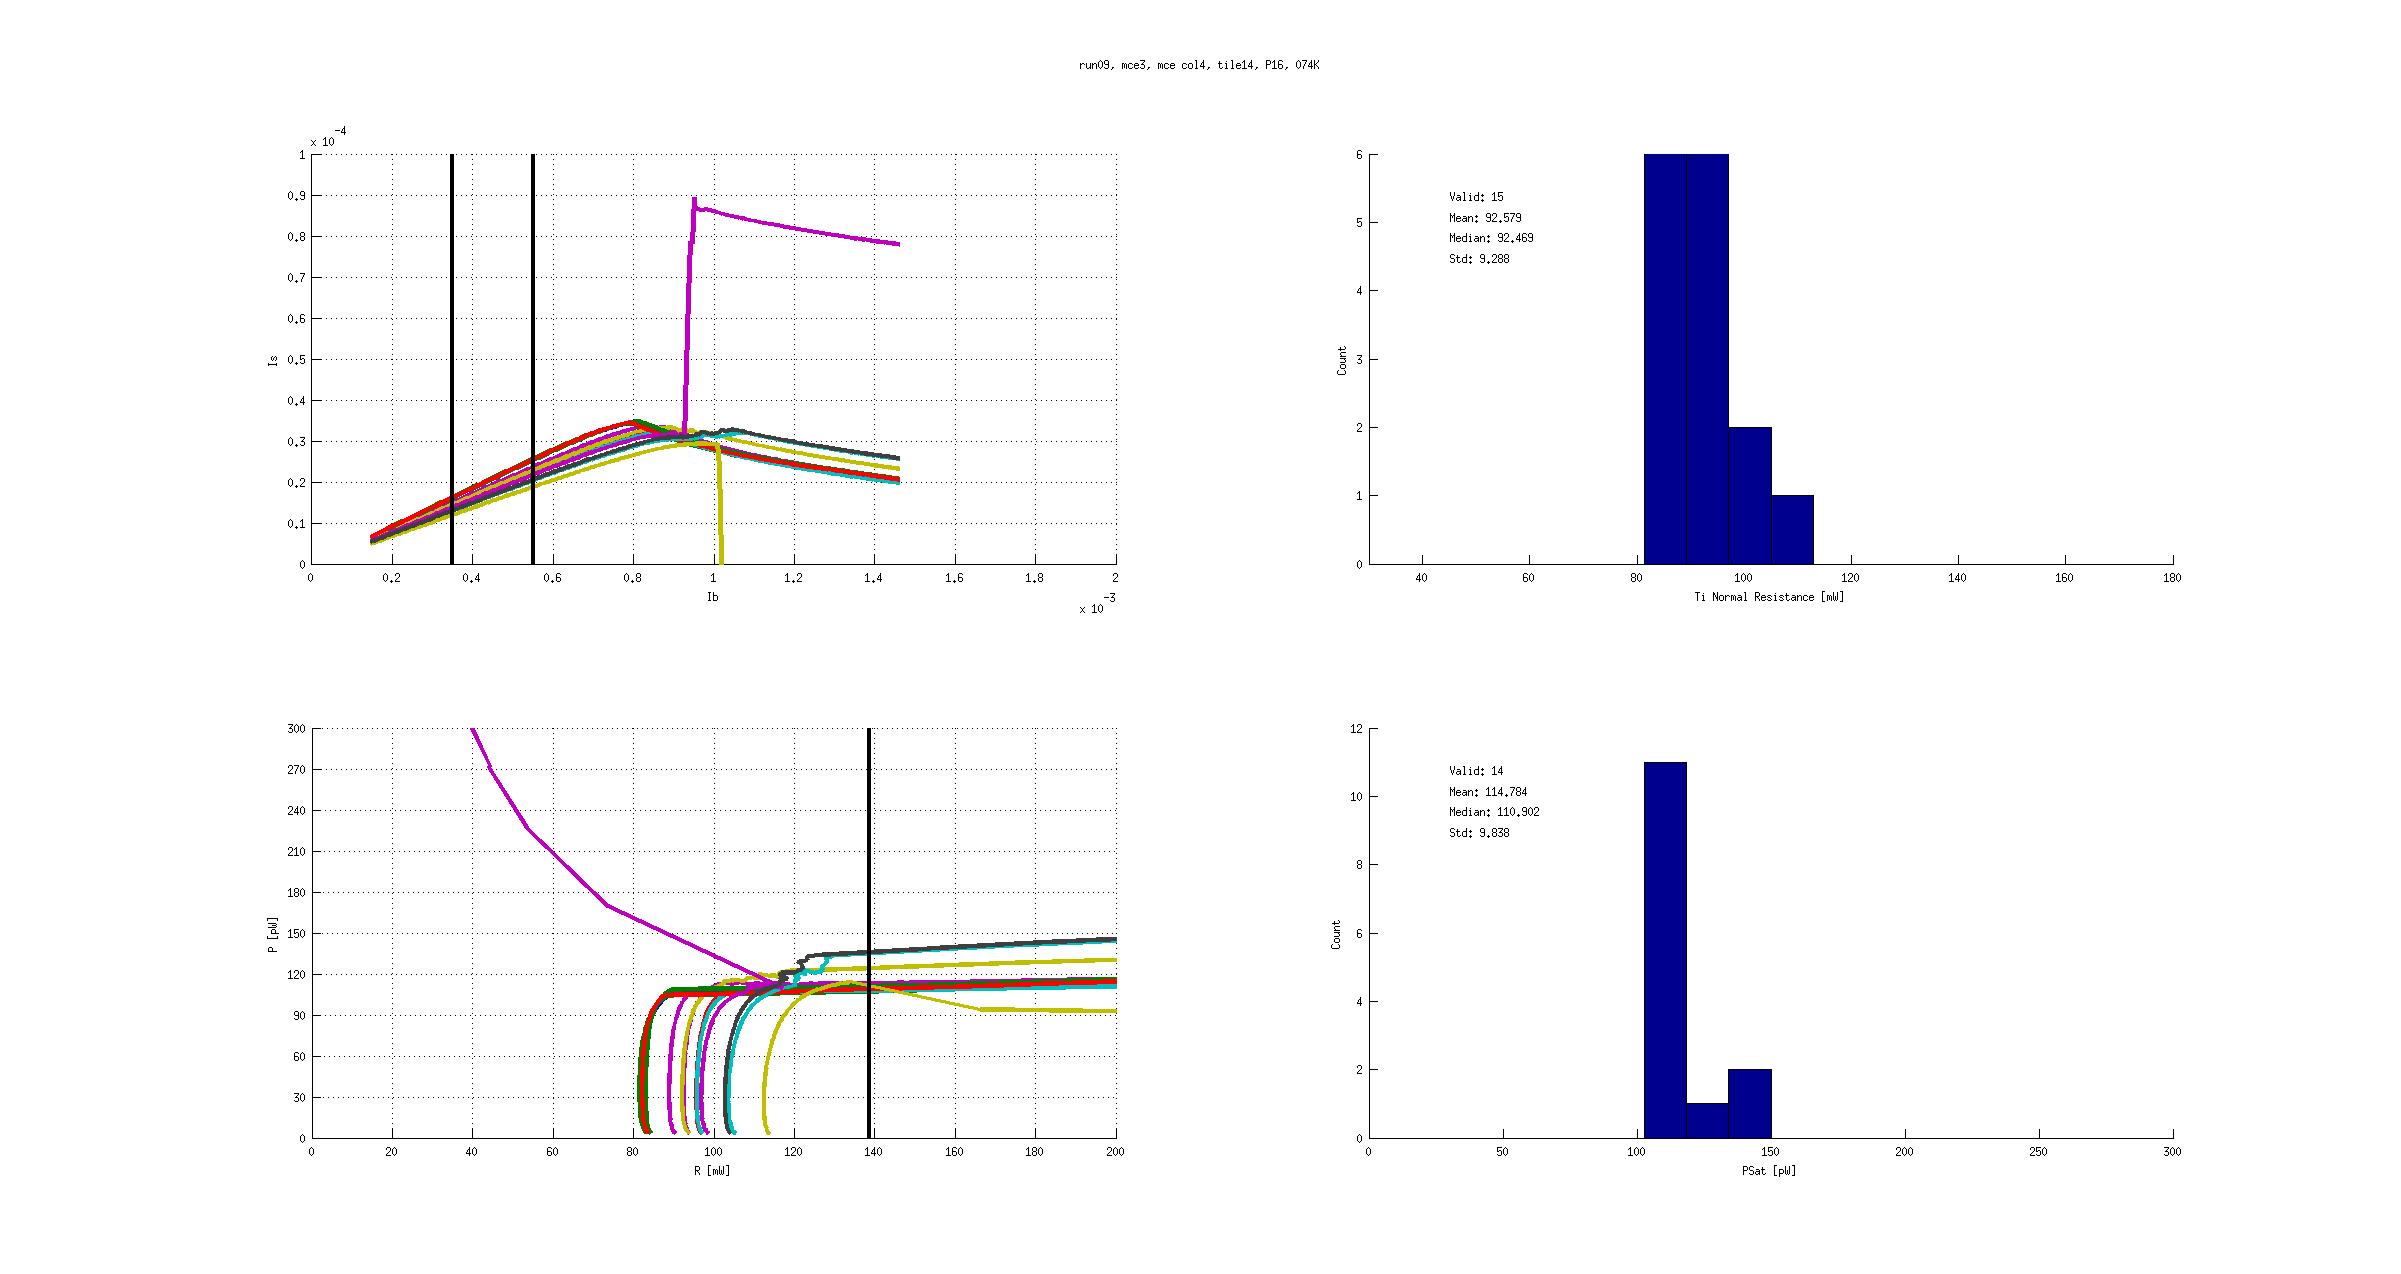 run09, mce3, mce col4, tile14, P16, 074K
x 10 -4
1
0.9
0.8
0.7
0.6
0.5
0.4
0.3
0.2
0.1
0
Is
0 0.2 0.4 0.6 0.8 1 1.2 1.4 1.6 1.8 2
Ib
x 10 -3
6
5
4
3
2
1
0
Count
Valid: 15
Mean: 92.579
Median: 92.469
Std: 9.288
40 60 80 100 120 140 160 180
Ti Normal Resistance [mW]
300
270
240
210
180
150
120
90
60
30
0
P [pW]
0 20 40 60 80 100 120 140 160 180 200
R [mW]
12
10
8
6
4
2
0
Count
Valid: 14
Mean: 114.784
Median: 110.902
Std: 9.838
0 50 100 150 200 250 300
PSat [pW]